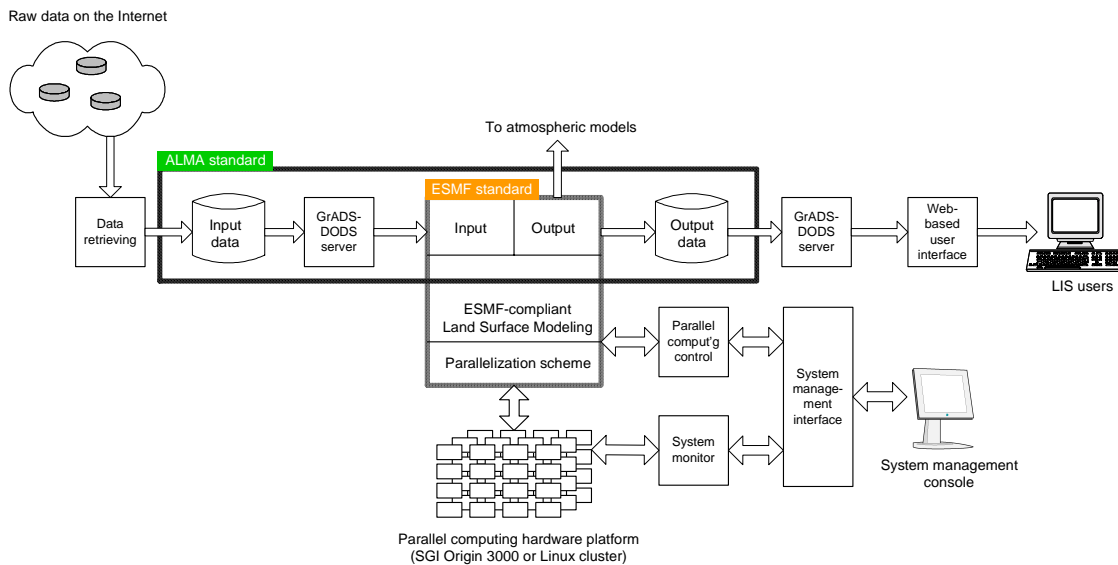 Raw data on the Internet
To atmospheric models
ALMA standard
ESMF standard
Data
retrieving
Input
data
GrADS-
DODS
server
Input
Output
Output
data
GrADS-
DODS
server
Web-
based
user
interface
LIS users
ESMF-compliant
Land Surface Modeling
Parallelization scheme
Parallel
comput'g
control
System
manage-
ment
interface
System
monitor
System management
console
Parallel computing hardware platform
(SGI Origin 3000 or Linux cluster)